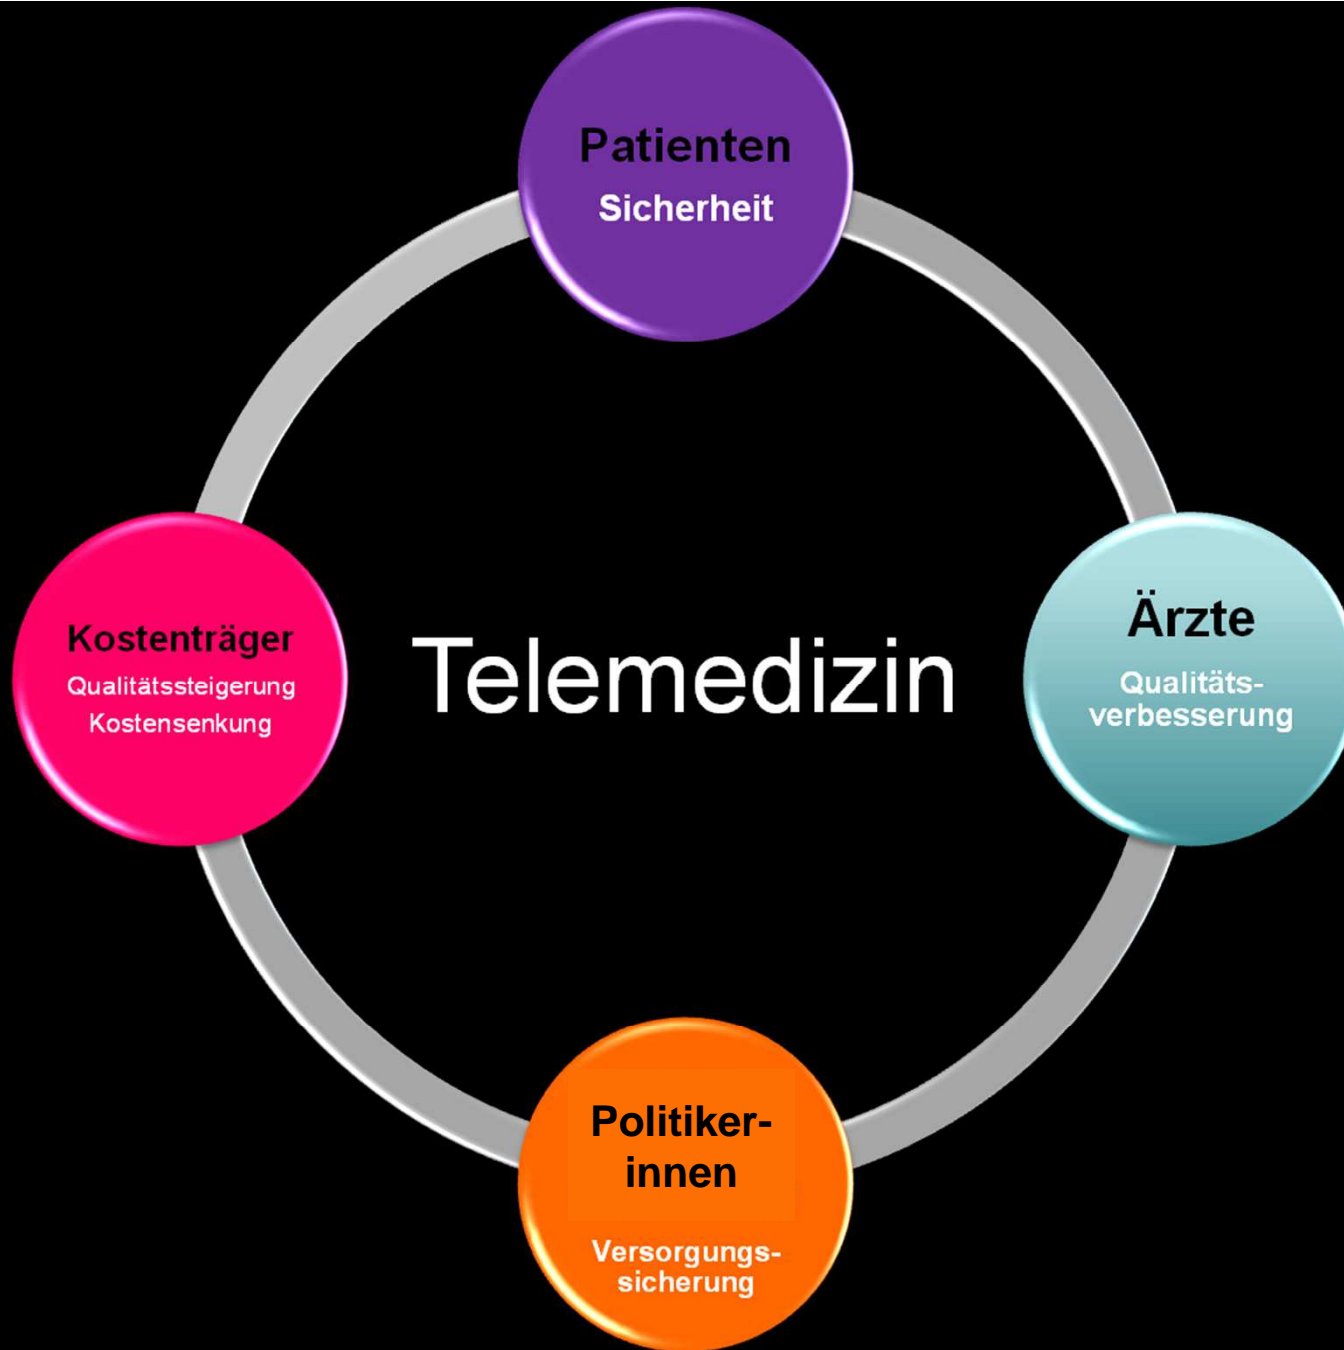 Patienten
Sicherheit
Kostenträger
Qualitätssteigerung
Kostensenkung
Telemedizin
Ärzte
Qualitäts-
verbesserung
Politiker-
innen
Versorgungs-
sicherung